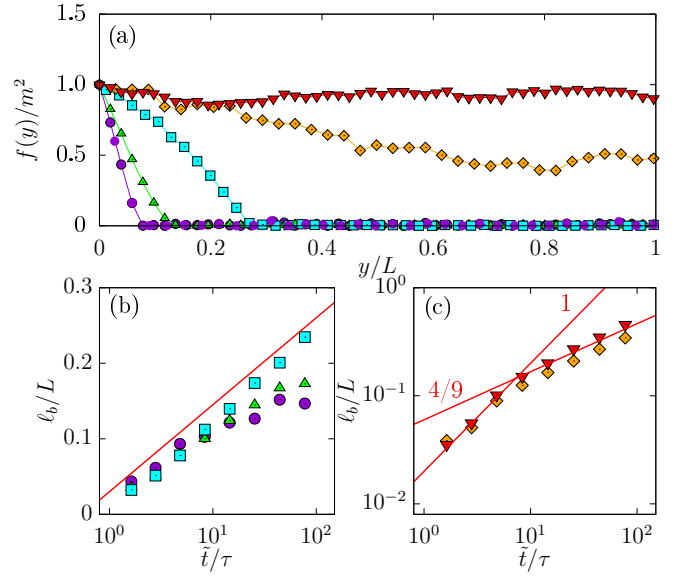 1.5
(a)
1.0
f(y)/m²
0.5
0
0 0.2 0.4 0.6 0.8 1
y/L
0.3
(b)
0.2
ℓ_b/L
0.1
0
10⁰ 10¹ 10²
t̃/τ
10⁰
(c)
1
10⁻¹
4/9
ℓ_b/L
10⁻²
10⁰ 10¹ 10²
t̃/τ